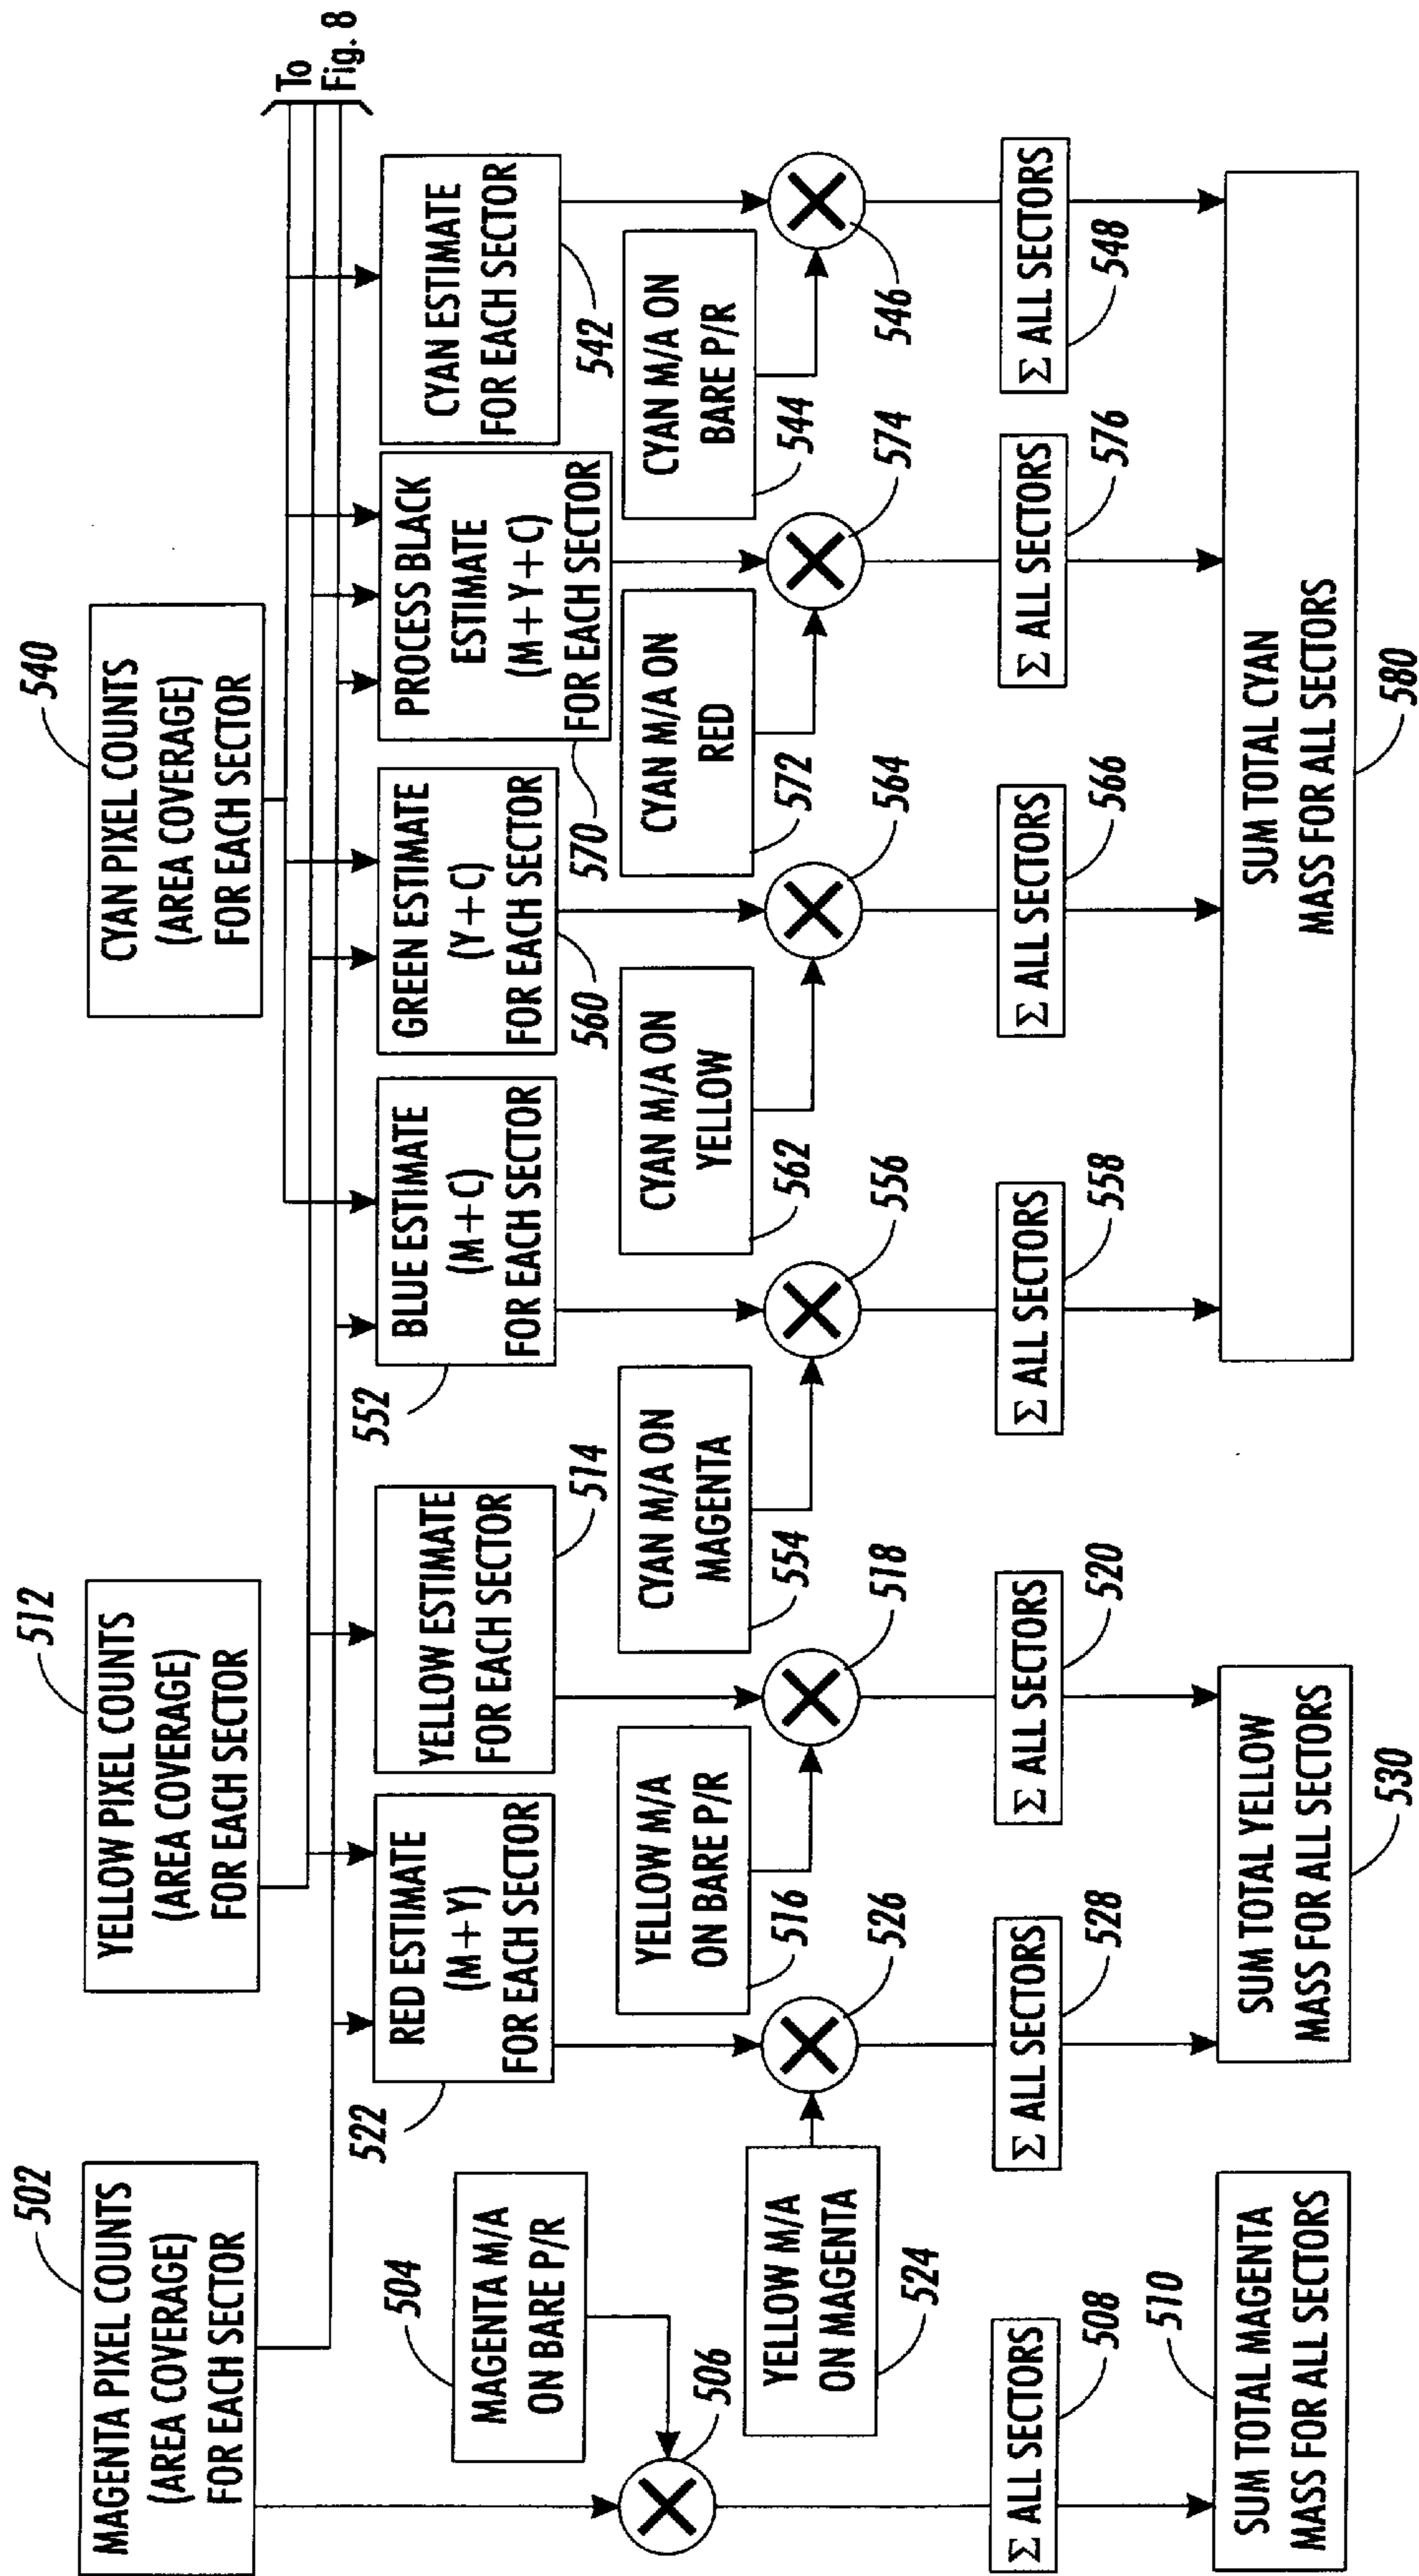 502
MAGENTA PIXEL COUNTS
(AREA COVERAGE)
FOR EACH SECTOR
512
YELLOW PIXEL COUNTS
(AREA COVERAGE)
FOR EACH SECTOR
540
CYAN PIXEL COUNTS
(AREA COVERAGE)
FOR EACH SECTOR
To
Fig. 8
522
RED ESTIMATE
(M+Y)
FOR EACH SECTOR
YELLOW ESTIMATE
FOR EACH SECTOR
514
552
BLUE ESTIMATE
(M+C)
FOR EACH SECTOR
GREEN ESTIMATE
(Y+C)
FOR EACH SECTOR
560
PROCESS BLACK
ESTIMATE
(M+Y+C)
FOR EACH SECTOR
570
CYAN ESTIMATE
FOR EACH SECTOR
542
504
MAGENTA M/A
ON BARE P/R
506
YELLOW M/A
ON MAGENTA
524
526
YELLOW M/A
ON BARE P/R
516
518
CYAN M/A ON
MAGENTA
554
556
CYAN M/A ON
YELLOW
562
564
CYAN M/A ON
RED
572
574
CYAN M/A ON
BARE P/R
544
546
Σ ALL SECTORS
508
Σ ALL SECTORS
528
Σ ALL SECTORS
520
Σ ALL SECTORS
558
Σ ALL SECTORS
566
Σ ALL SECTORS
576
Σ ALL SECTORS
548
510
SUM TOTAL MAGENTA
MASS FOR ALL SECTORS
SUM TOTAL YELLOW
MASS FOR ALL SECTORS
530
SUM TOTAL CYAN
MASS FOR ALL SECTORS
580